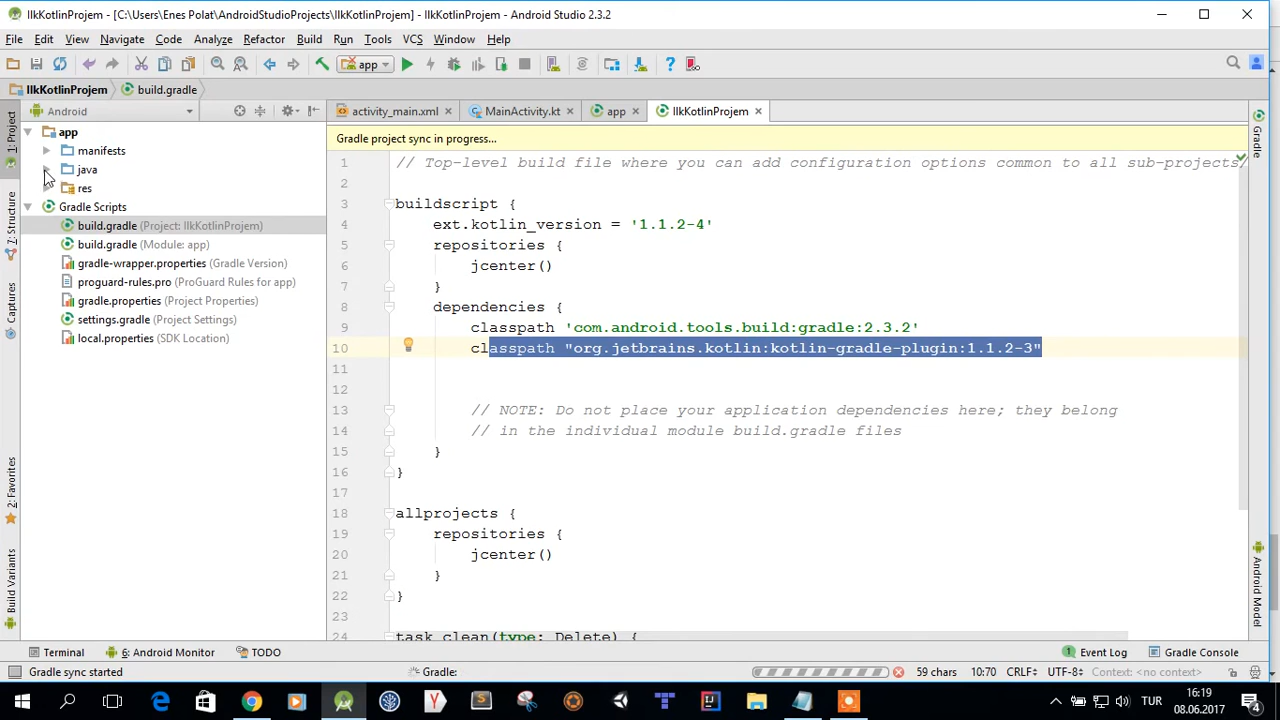 IlkKotlinProjem - [C:\Users\Enes Polat\AndroidStudioProjects\IlkKotlinProjem] - IlkKotlinProjem - Android Studio 2.3.2
File Edit View Navigate Code Analyze Refactor Build Run Tools VCS Window Help
app
IlkKotlinProjem build.gradle
Android
activity_main.xml MainActivity.kt app IlkKotlinProjem
Gradle project sync in progress...
1: Project
7: Structure
Captures
2: Favorites
Build Variants
app
manifests
java
res
Gradle Scripts
build.gradle (Project: IlkKotlinProjem)
build.gradle (Module: app)
gradle-wrapper.properties (Gradle Version)
proguard-rules.pro (ProGuard Rules for app)
gradle.properties (Project Properties)
settings.gradle (Project Settings)
local.properties (SDK Location)
1 // Top-level build file where you can add configuration options common to all sub-projects/
2
3 buildscript {
4 ext.kotlin_version = '1.1.2-4'
5 repositories {
6 jcenter()
7 }
8 dependencies {
9 classpath 'com.android.tools.build:gradle:2.3.2'
10 classpath "org.jetbrains.kotlin:kotlin-gradle-plugin:1.1.2-3"
11
12
13 // NOTE: Do not place your application dependencies here; they belong
14 // in the individual module build.gradle files
15 }
16 }
17
18 allprojects {
19 repositories {
20 jcenter()
21 }
22 }
23
24 task clean(type: Delete) {
Gradle
Android Model
Terminal 6: Android Monitor TODO Event Log Gradle Console
Gradle sync started Gradle: 59 chars 10:70 CRLF÷ UTF-8÷ Context: <no context>
TUR 16:19
08.06.2017
4